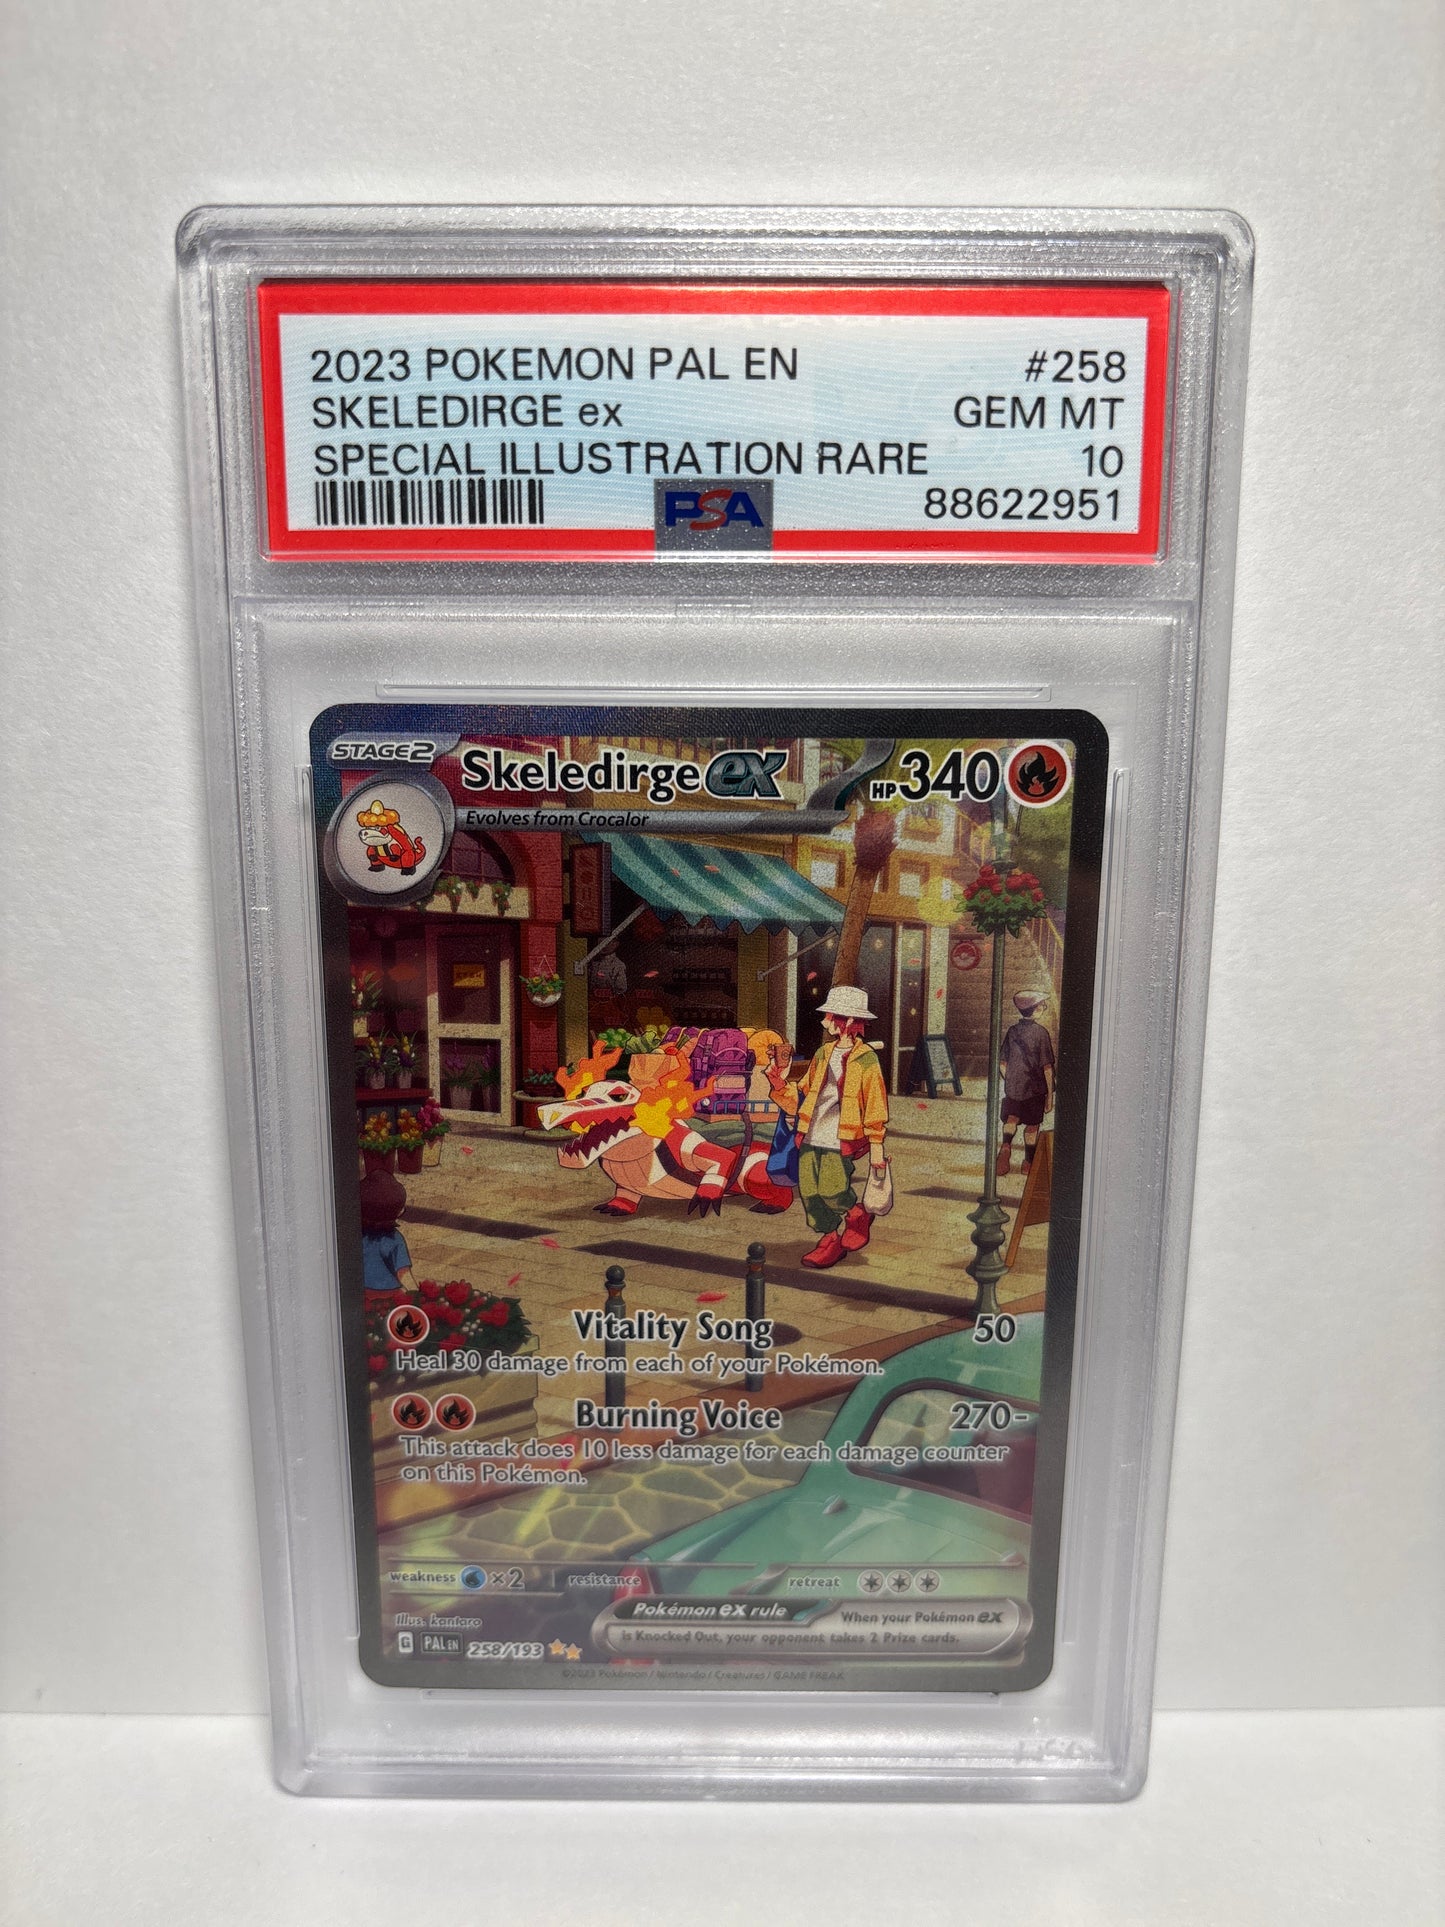 2023 POKEMON PAL EN #258
SKELEDIRGE ex GEM MT
SPECIAL ILLUSTRATION RARE 10
PSA 88622951
STAGE2 Skeledirge ex HP 340
Evolves from Crocalor
Vitality Song 50
Heal 30 damage from each of your Pokémon.
Burning Voice 270-
This attack does 10 less damage for each damage counter
on this Pokémon.
weakness ×2 resistance retreat
Illus. kantaro
Pokémon ex rule When your Pokémon ex
is Knocked Out, your opponent takes 2 Prize cards.
G PAL EN 258/193
©2023 Pokémon / Nintendo / Creatures / GAME FREAK